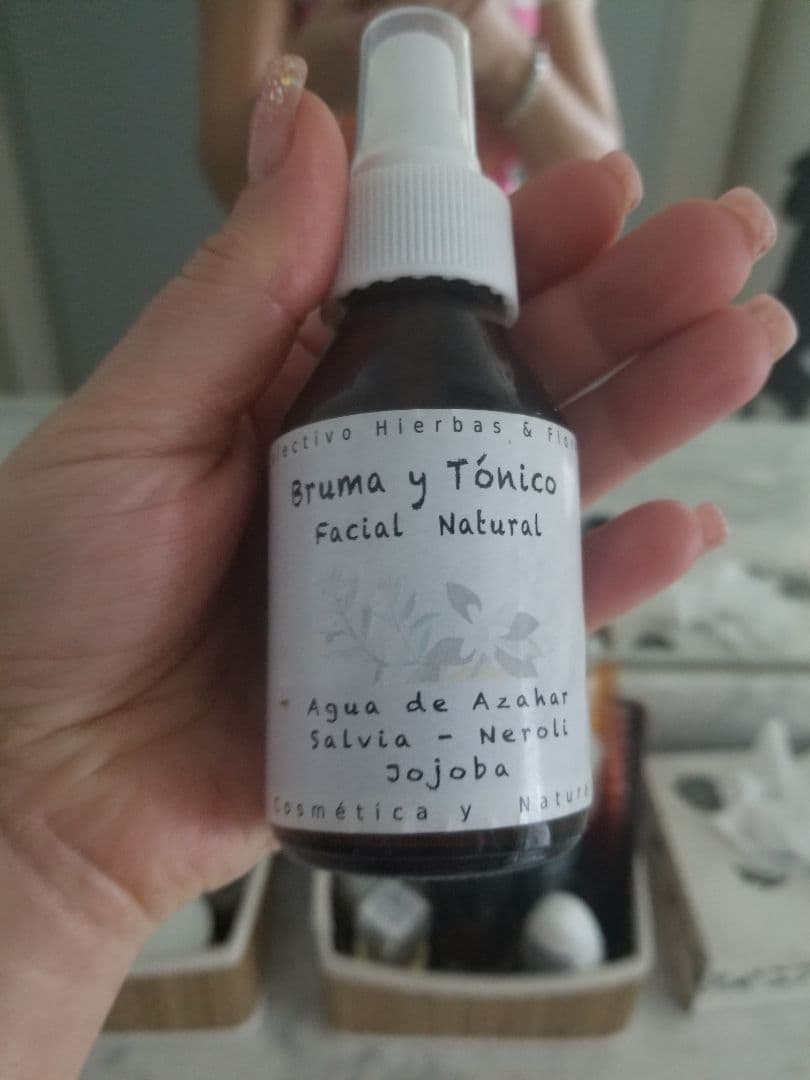 Hierbas &
Bruma y Tónico
Facial Natural
Agua de Azahar
Salvia - Neroli
Jojoba
Cosmética y